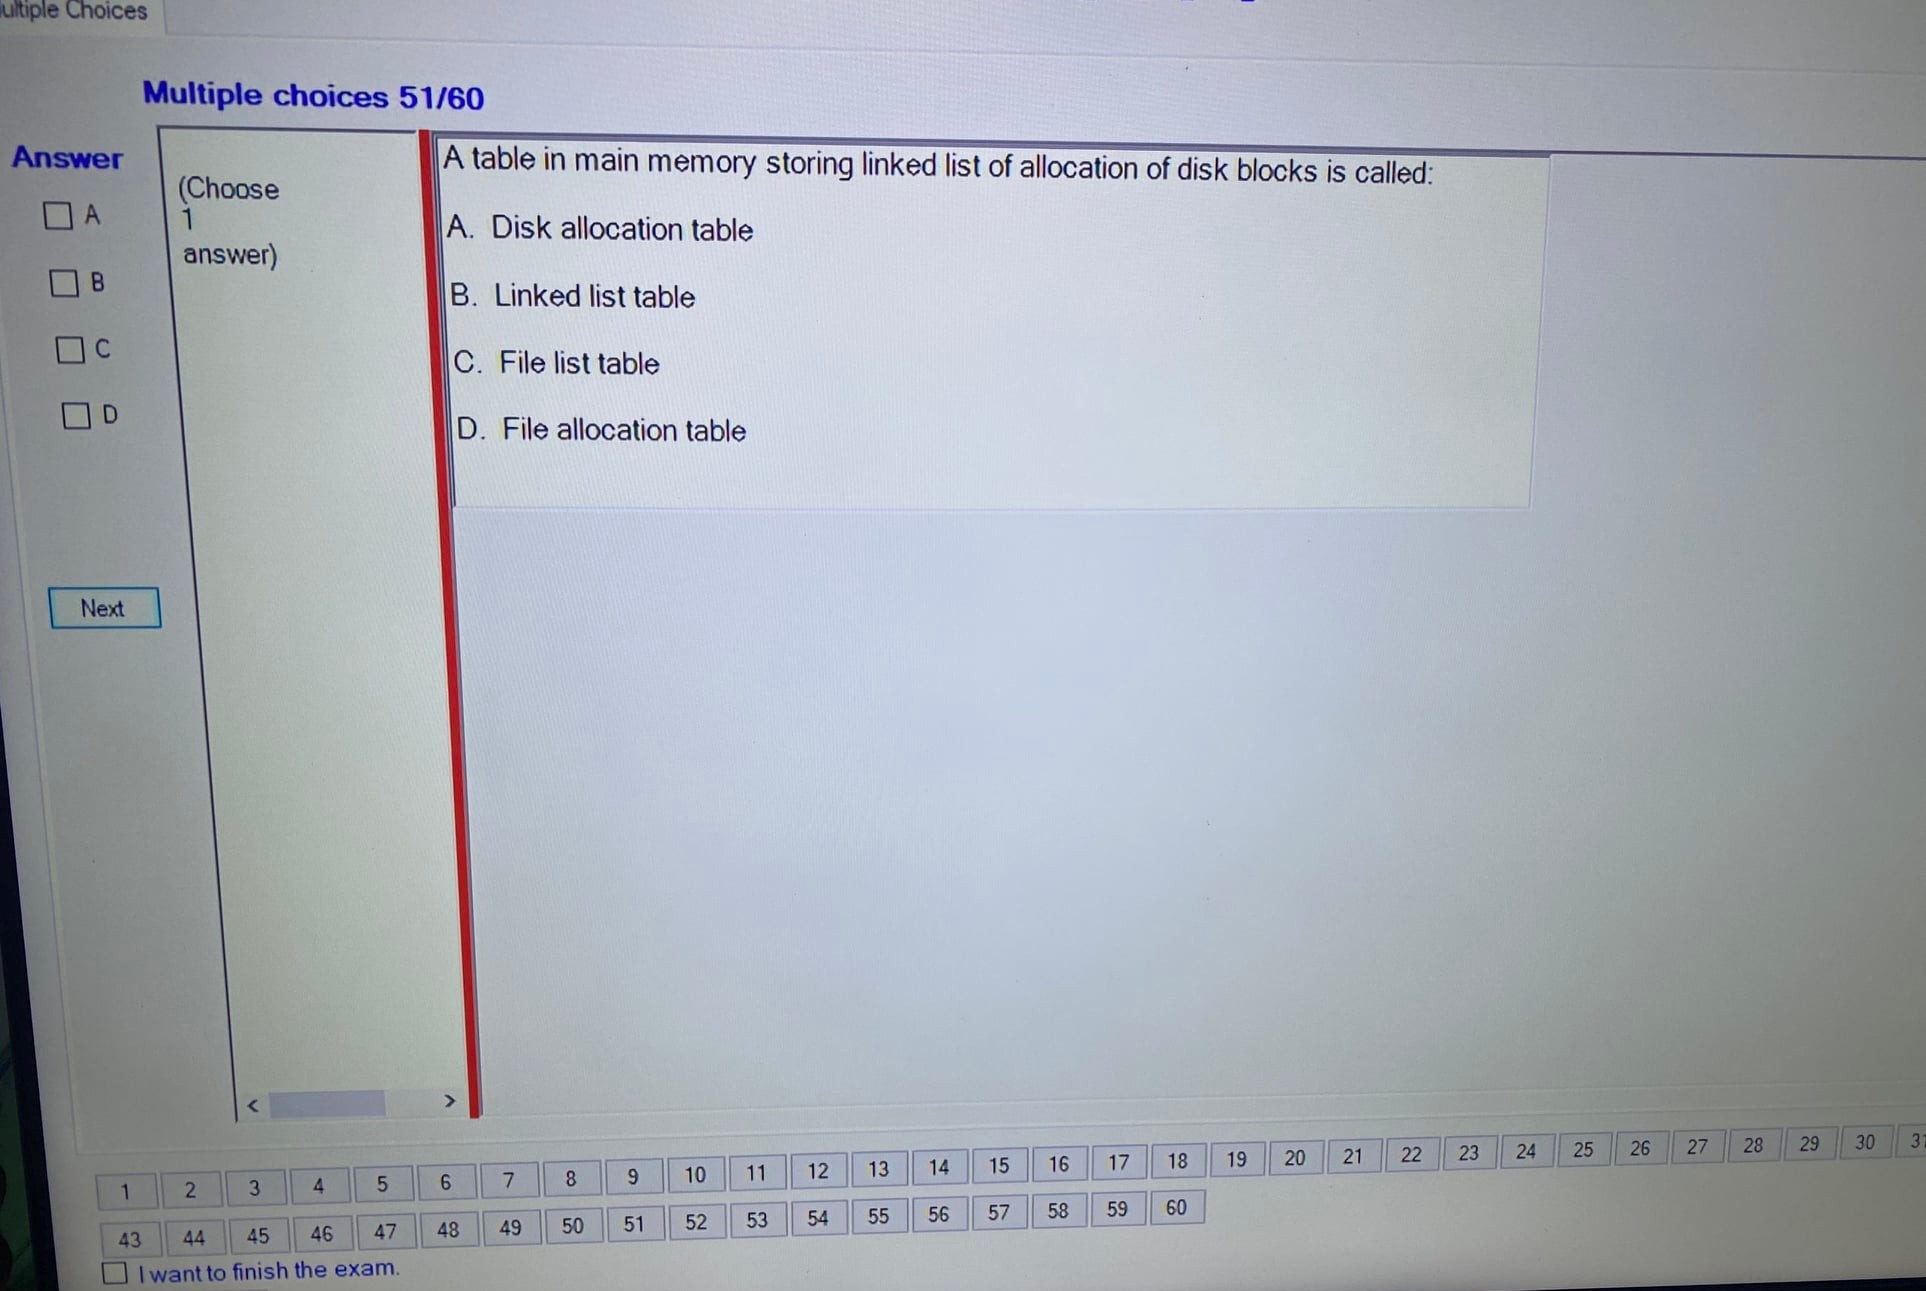 Choices
Multiple choices 51/60
Answer
A
B
C
D
(Choose
1
answer)
A table in main memory storing linked list of allocation of disk blocks is called:
A. Disk allocation table
B. Linked list table
C. File list table
D. File allocation table
Next
< >
1 2 3 4 5 6 7 8 9 10 11 12 13 14 15 16 17 18 19 20 21 22 23 24 25 26 27 28 29 30
43 44 45 46 47 48 49 50 51 52 53 54 55 56 57 58 59 60
I want to finish the exam.